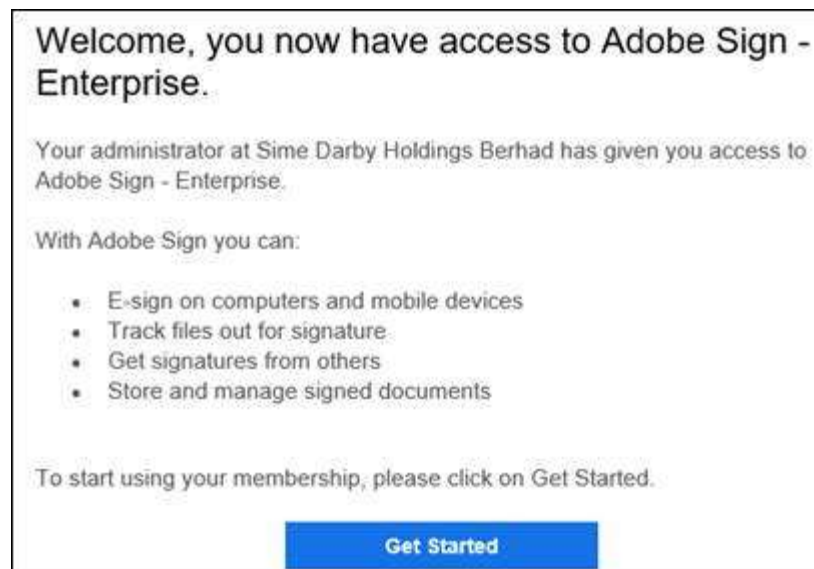 Welcome, you now have access to Adobe Sign -
Enterprise.
Your administrator at Sime Darby Holdings Berhad has given you access to
Adobe Sign - Enterprise.
With Adobe Sign you can:
• E-sign on computers and mobile devices
• Track files out for signature
• Get signatures from others
• Store and manage signed documents
To start using your membership, please click on Get Started.
Get Started